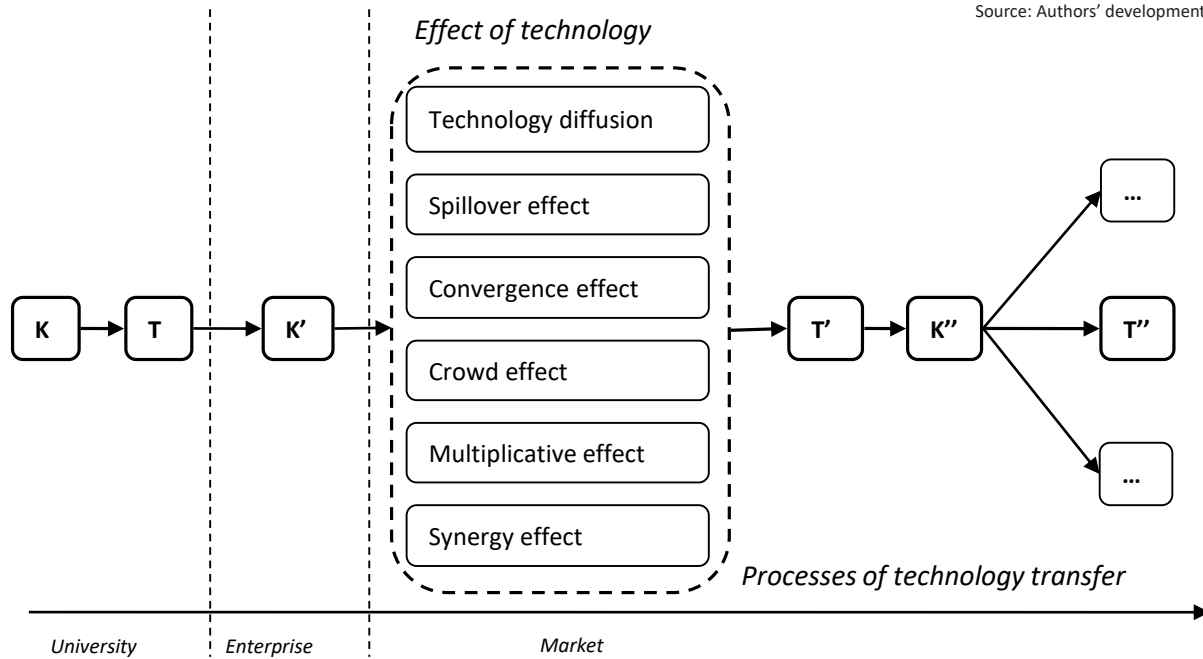 Source: Authors’ development
Effect of technology
Technology diffusion
Spillover effect
Convergence effect
Crowd effect
Multiplicative effect
Synergy effect
K
T
K'
T'
K''
...
T''
...
Processes of technology transfer
University
Enterprise
Market